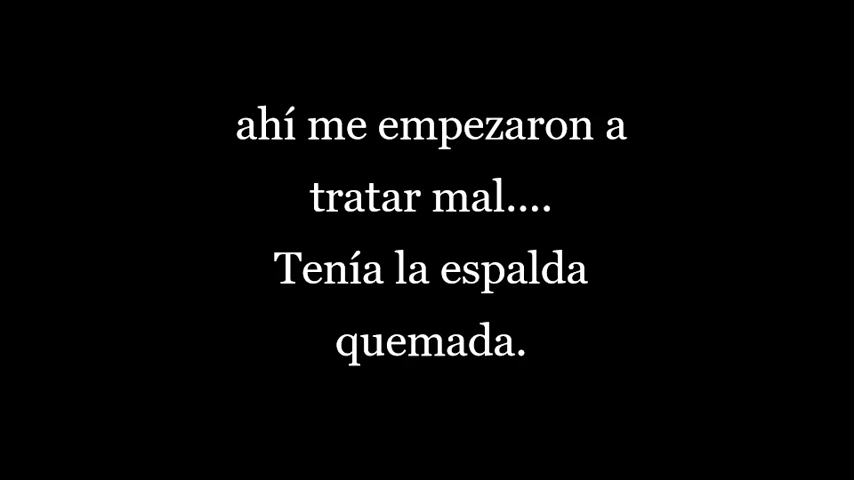 ahí me empezaron a
tratar mal....
Tenía la espalda
quemada.